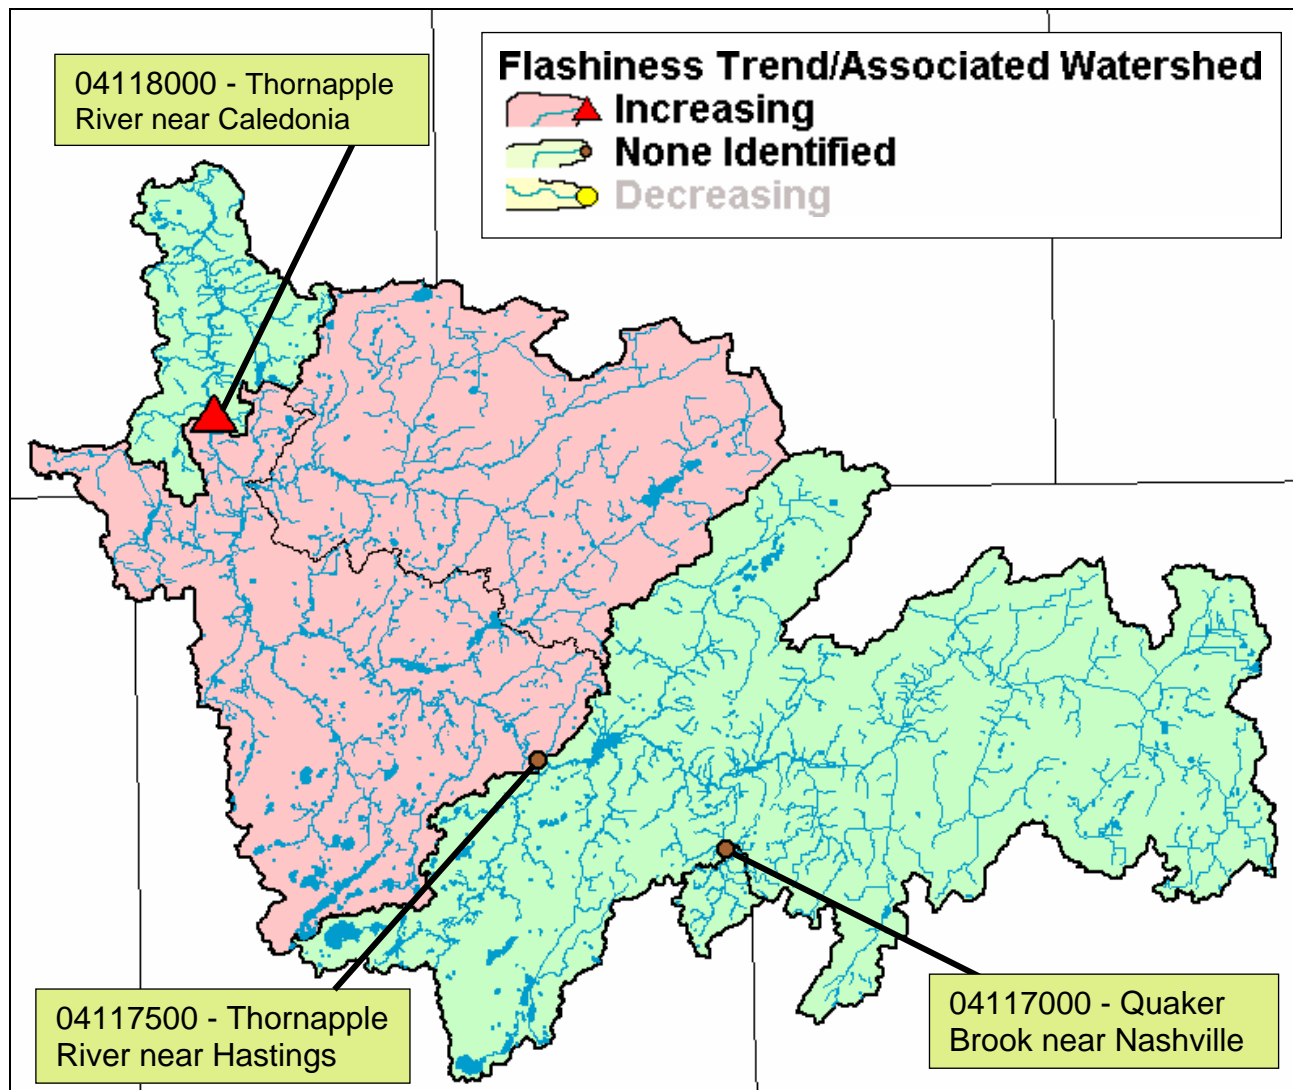 04118000 - Thornapple
River near Caledonia
Flashiness Trend/Associated Watershed
Increasing
None Identified
Decreasing
04117500 - Thornapple
River near Hastings
04117000 - Quaker
Brook near Nashville